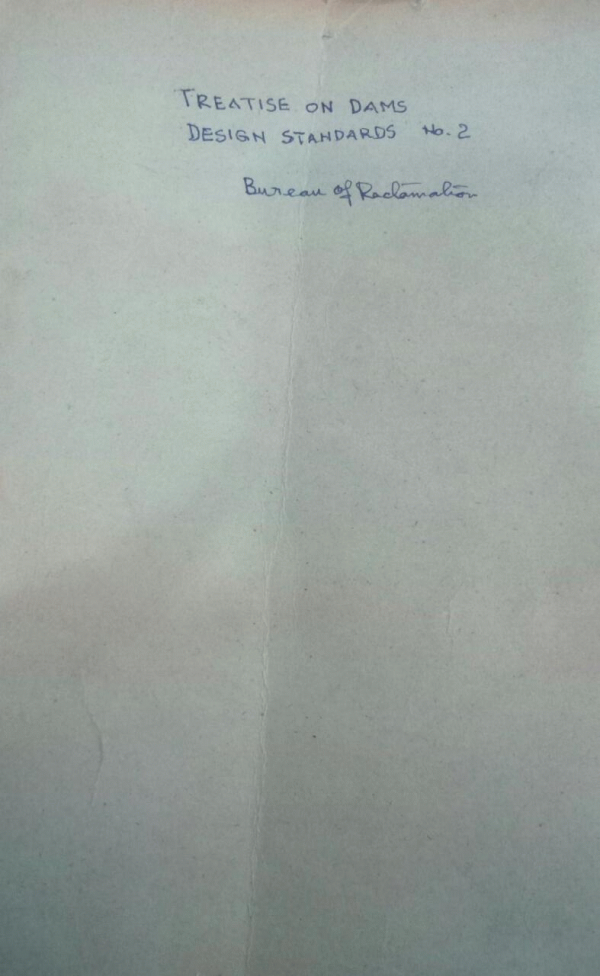 TREATISE ON DAMS
DESIGN STANDARDS No. 2
Bureau of Reclamation